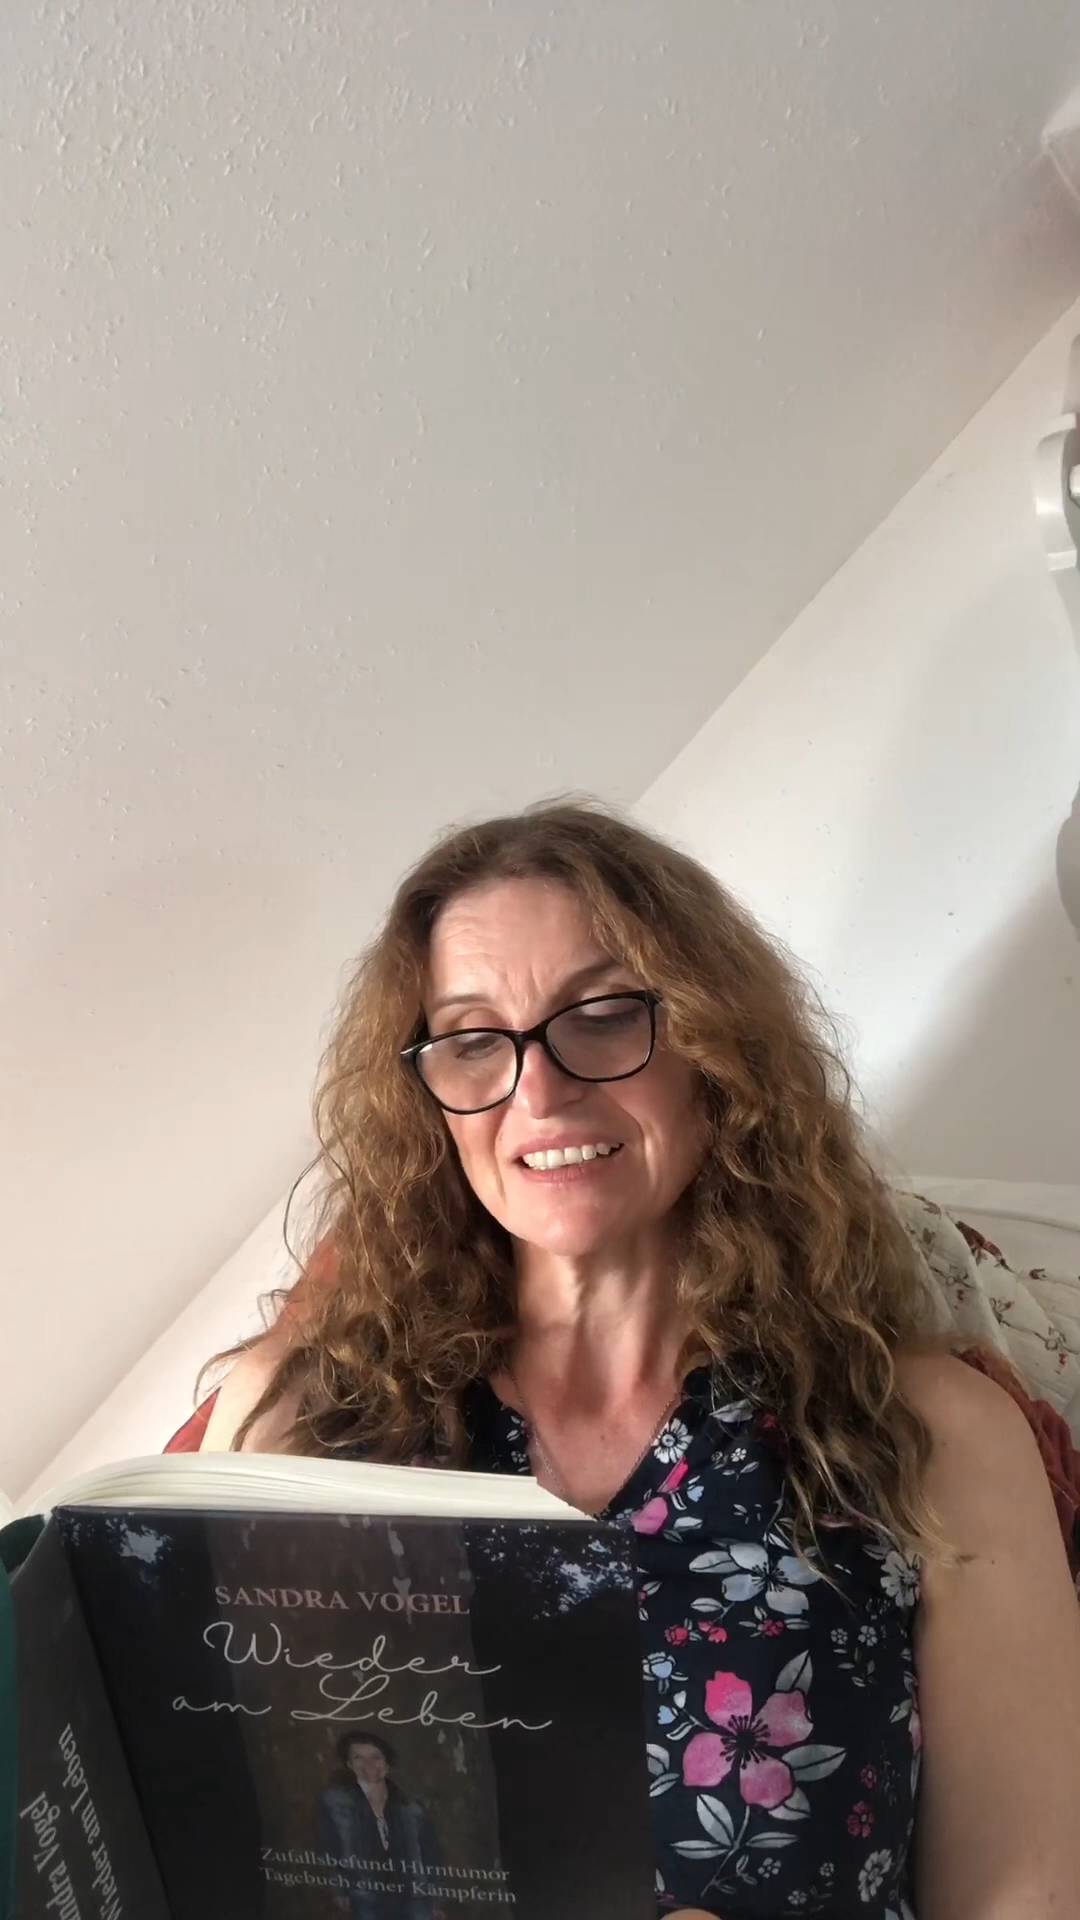 SANDRA VOGEL
Wieder
am Leben
Zufallsbefund Hirntumor
Tagebuch einer Kämpferin
Sandra Vogel
Wieder am Leben